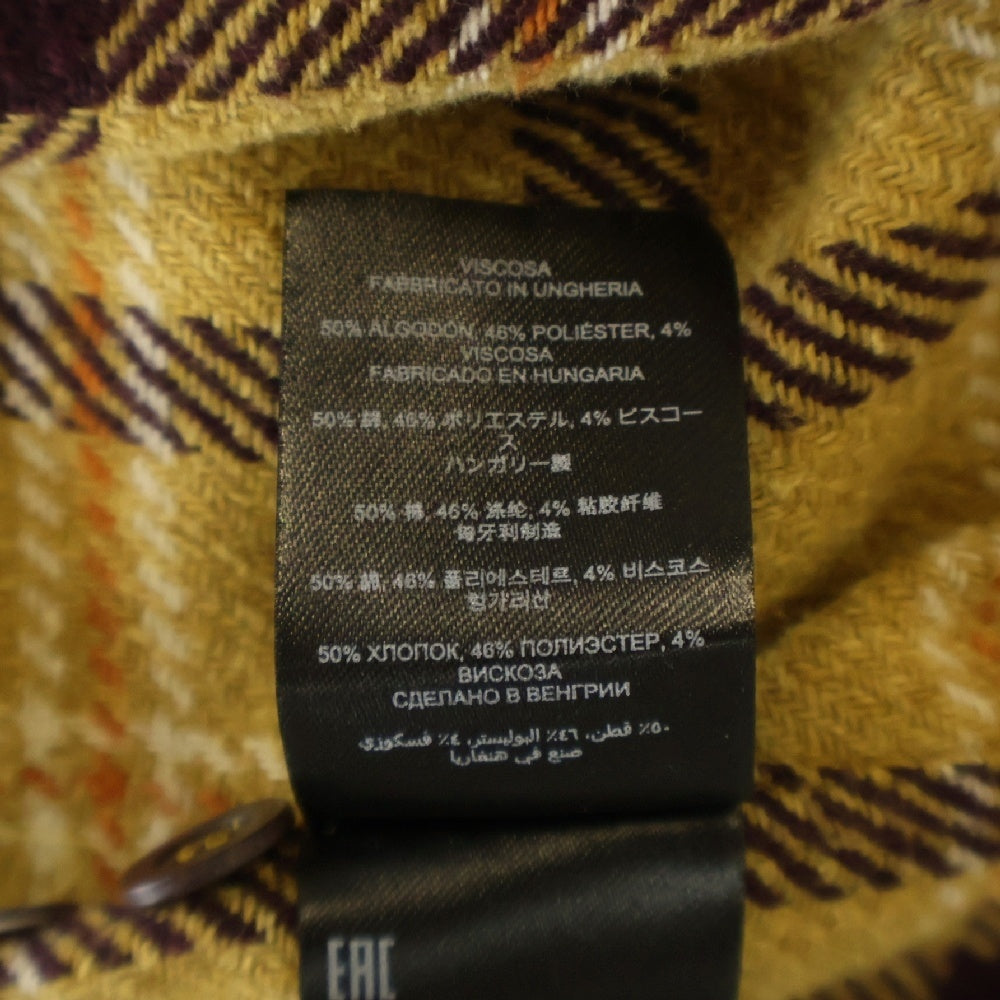 VISCOSA
FABBRICATO IN UNGHERIA
50% ALGODÓN, 46% POLIÉSTER, 4%
VISCOSA
FABRICADO EN HUNGARIA
50% 綿, 46% ポリエステル, 4% ビスコー
ス
ハンガリー製
50% 棉, 46% 涤纶, 4% 粘胶纤维
匈牙利制造
50% 綿, 46% 폴리에스테르, 4% 비스코스
헝가리산
50% ХЛОПОК, 46% ПОЛИЭСТЕР, 4%
ВИСКОЗА
СДЕЛАНО В ВЕНГРИИ
٥٠٪ قطن، ٤٦٪ البوليستر، ٤٪ فسكوزي
صنع في هنغاريا
EAC